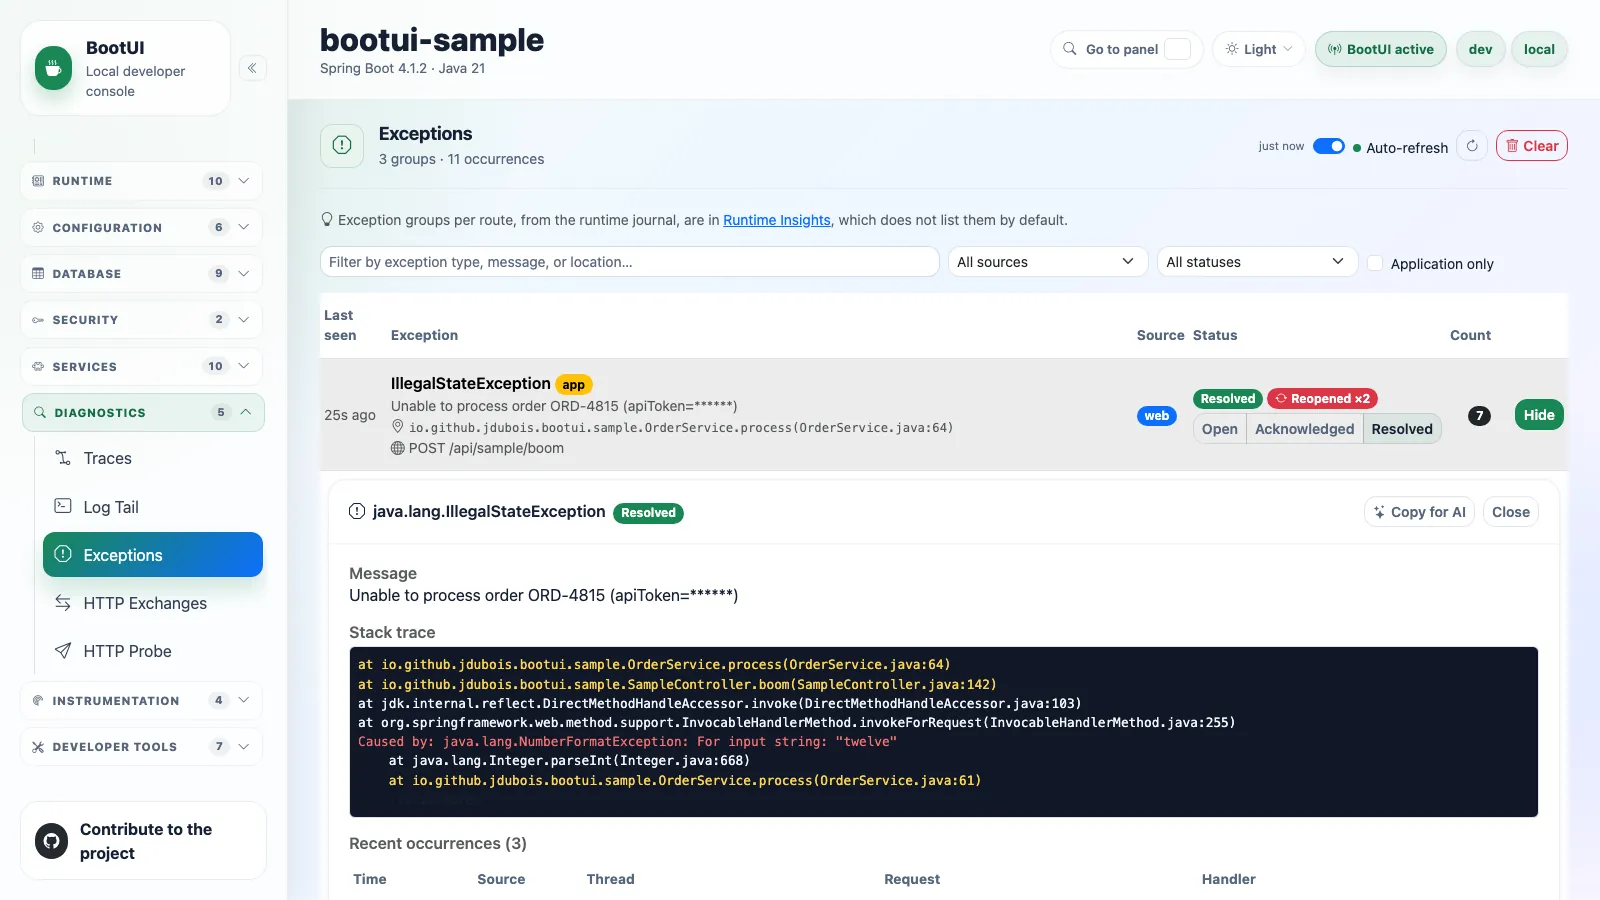 BootUI
Local developer
console
RUNTIME 10
CONFIGURATION 6
DATABASE 9
SECURITY 2
SERVICES 10
DIAGNOSTICS 5
Traces
Log Tail
Exceptions
HTTP Exchanges
HTTP Probe
INSTRUMENTATION 4
DEVELOPER TOOLS 7
Contribute to the
project
bootui-sample
Spring Boot 4.1.2 · Java 21
Go to panel
Light
BootUI active
dev
local
Exceptions
3 groups · 11 occurrences
just now
Auto-refresh
Clear
Exception groups per route, from the runtime journal, are in Runtime Insights, which does not list them by default.
Filter by exception type, message, or location...
All sources
All statuses
Application only
Last
seen
Exception
Source
Status
Count
25s ago
IllegalStateException app
Unable to process order ORD-4815 (apiToken=******)
io.github.jdubois.bootui.sample.OrderService.process(OrderService.java:64)
POST /api/sample/boom
web
Resolved
Reopened ×2
Open
Acknowledged
Resolved
7
Hide
java.lang.IllegalStateException Resolved
Copy for AI
Close
Message
Unable to process order ORD-4815 (apiToken=******)
Stack trace
at io.github.jdubois.bootui.sample.OrderService.process(OrderService.java:64)
at io.github.jdubois.bootui.sample.SampleController.boom(SampleController.java:142)
at jdk.internal.reflect.DirectMethodHandleAccessor.invoke(DirectMethodHandleAccessor.java:103)
at org.springframework.web.method.support.InvocableHandlerMethod.invokeForRequest(InvocableHandlerMethod.java:255)
Caused by: java.lang.NumberFormatException: For input string: "twelve"
at java.lang.Integer.parseInt(Integer.java:668)
at io.github.jdubois.bootui.sample.OrderService.process(OrderService.java:61)
Recent occurrences (3)
Time
Source
Thread
Request
Handler